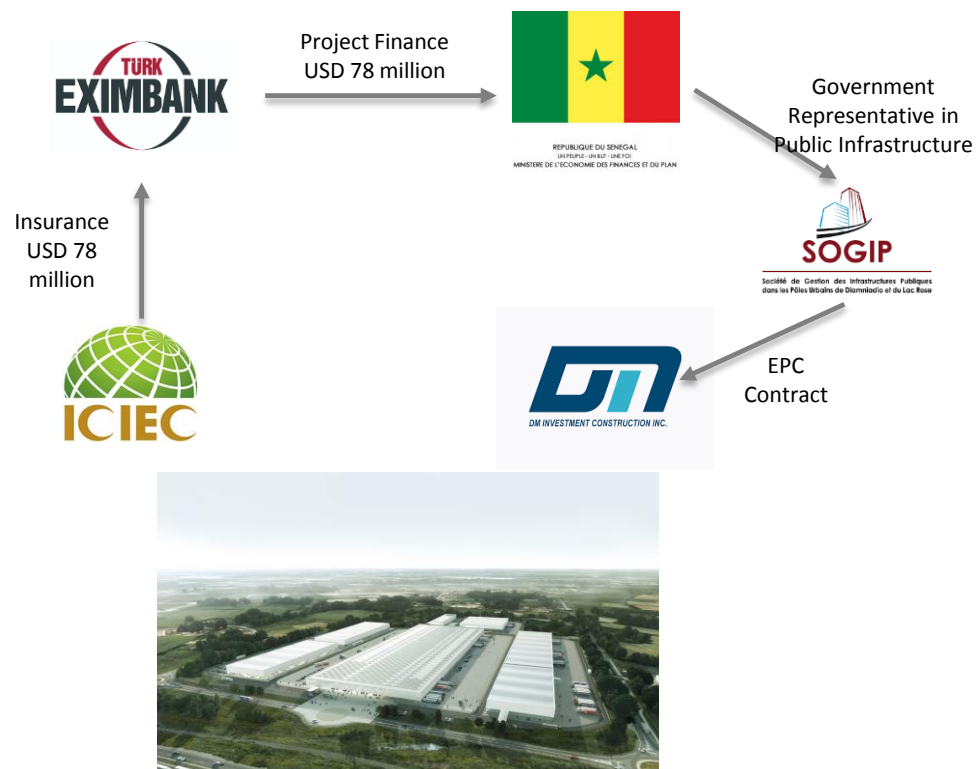 TÜRK
EXIMBANK
Project Finance
USD 78 million
REPUBLIQUE DU SENEGAL
UN PEUPLE - UN BUT - UNE FOI
MINISTERE DE L'ECONOMIE DES FINANCES ET DU PLAN
Government
Representative in
Public Infrastructure
SOGIP
Société de Gestion des Infrastructures Publiques
dans les Pôles Urbains de Diamniadio et du Lac Rose
Insurance
USD 78
million
ICIEC
DM INVESTMENT CONSTRUCTION INC.
EPC
Contract